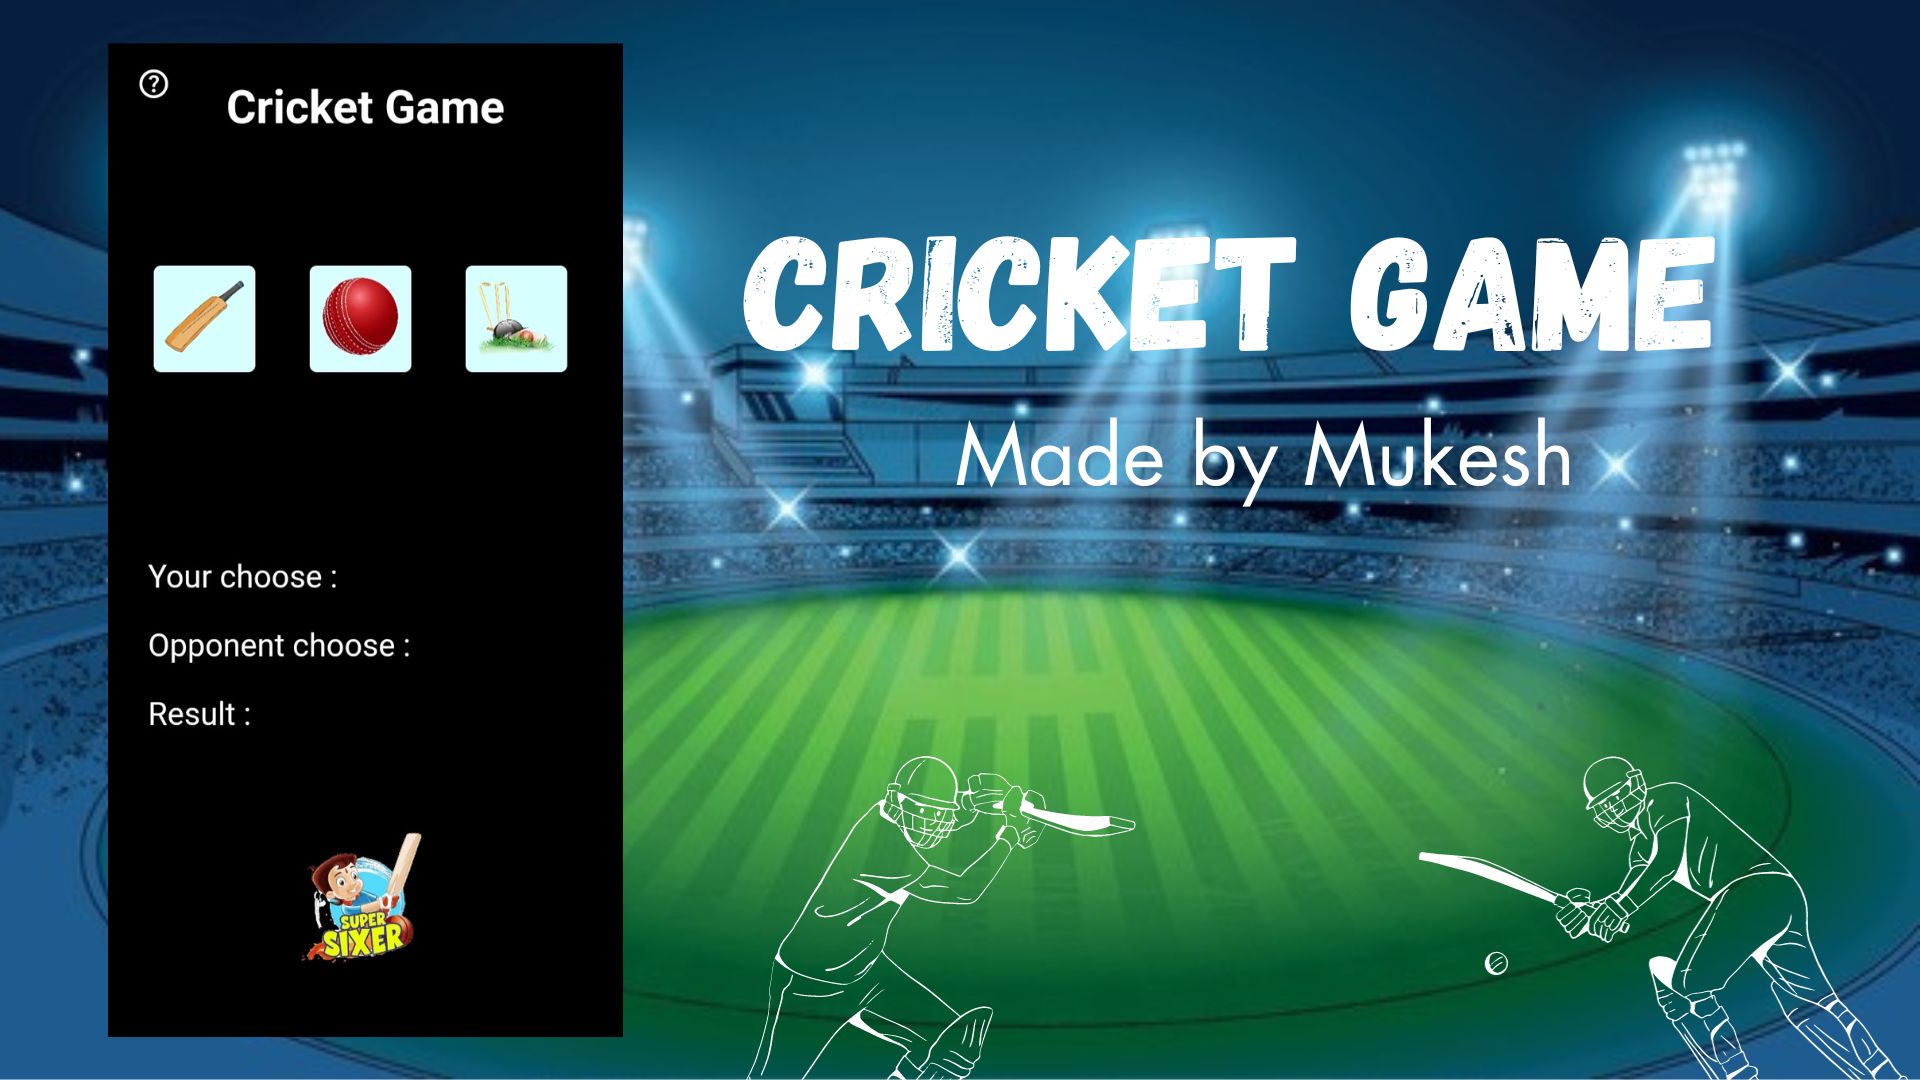 Cricket Game
Your choose :
Opponent choose :
Result :
SUPER
SIXER
CRICKET GAME
Made by Mukesh